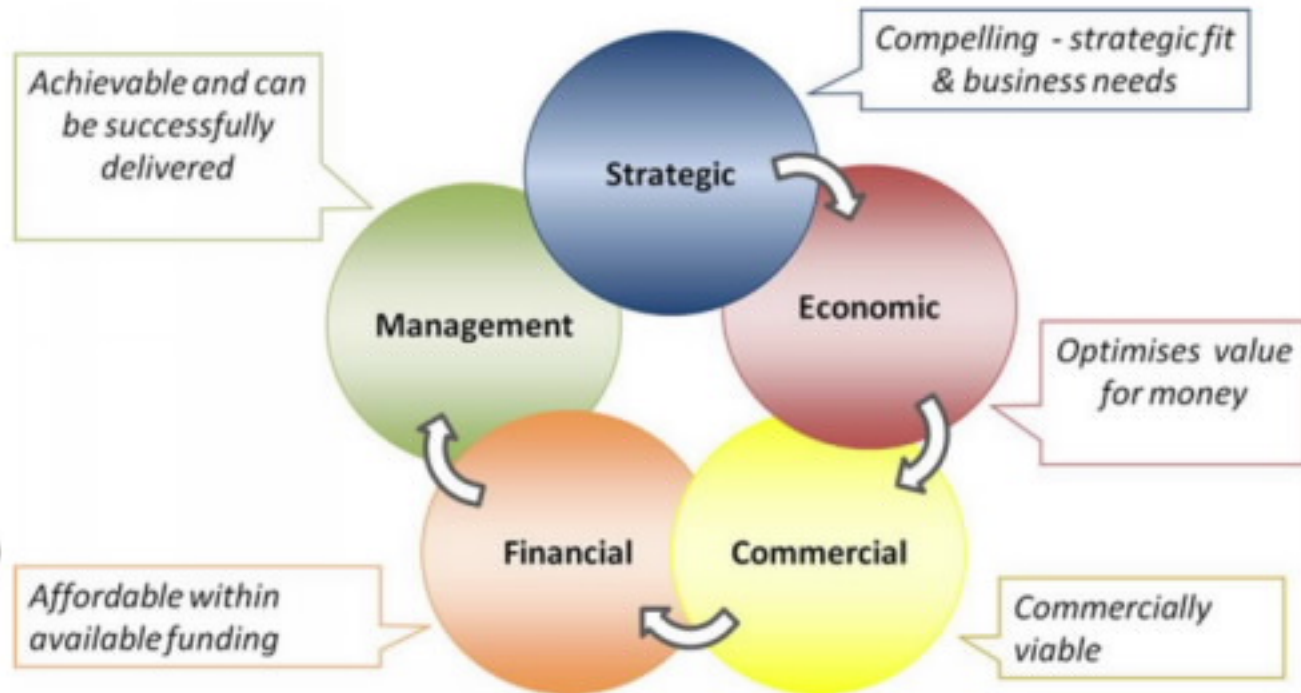 Compelling - strategic fit
& business needs
Achievable and can
be successfully
delivered
Strategic
Economic
Management
Optimises value
for money
Financial
Commercial
Affordable within
available funding
Commercially
viable